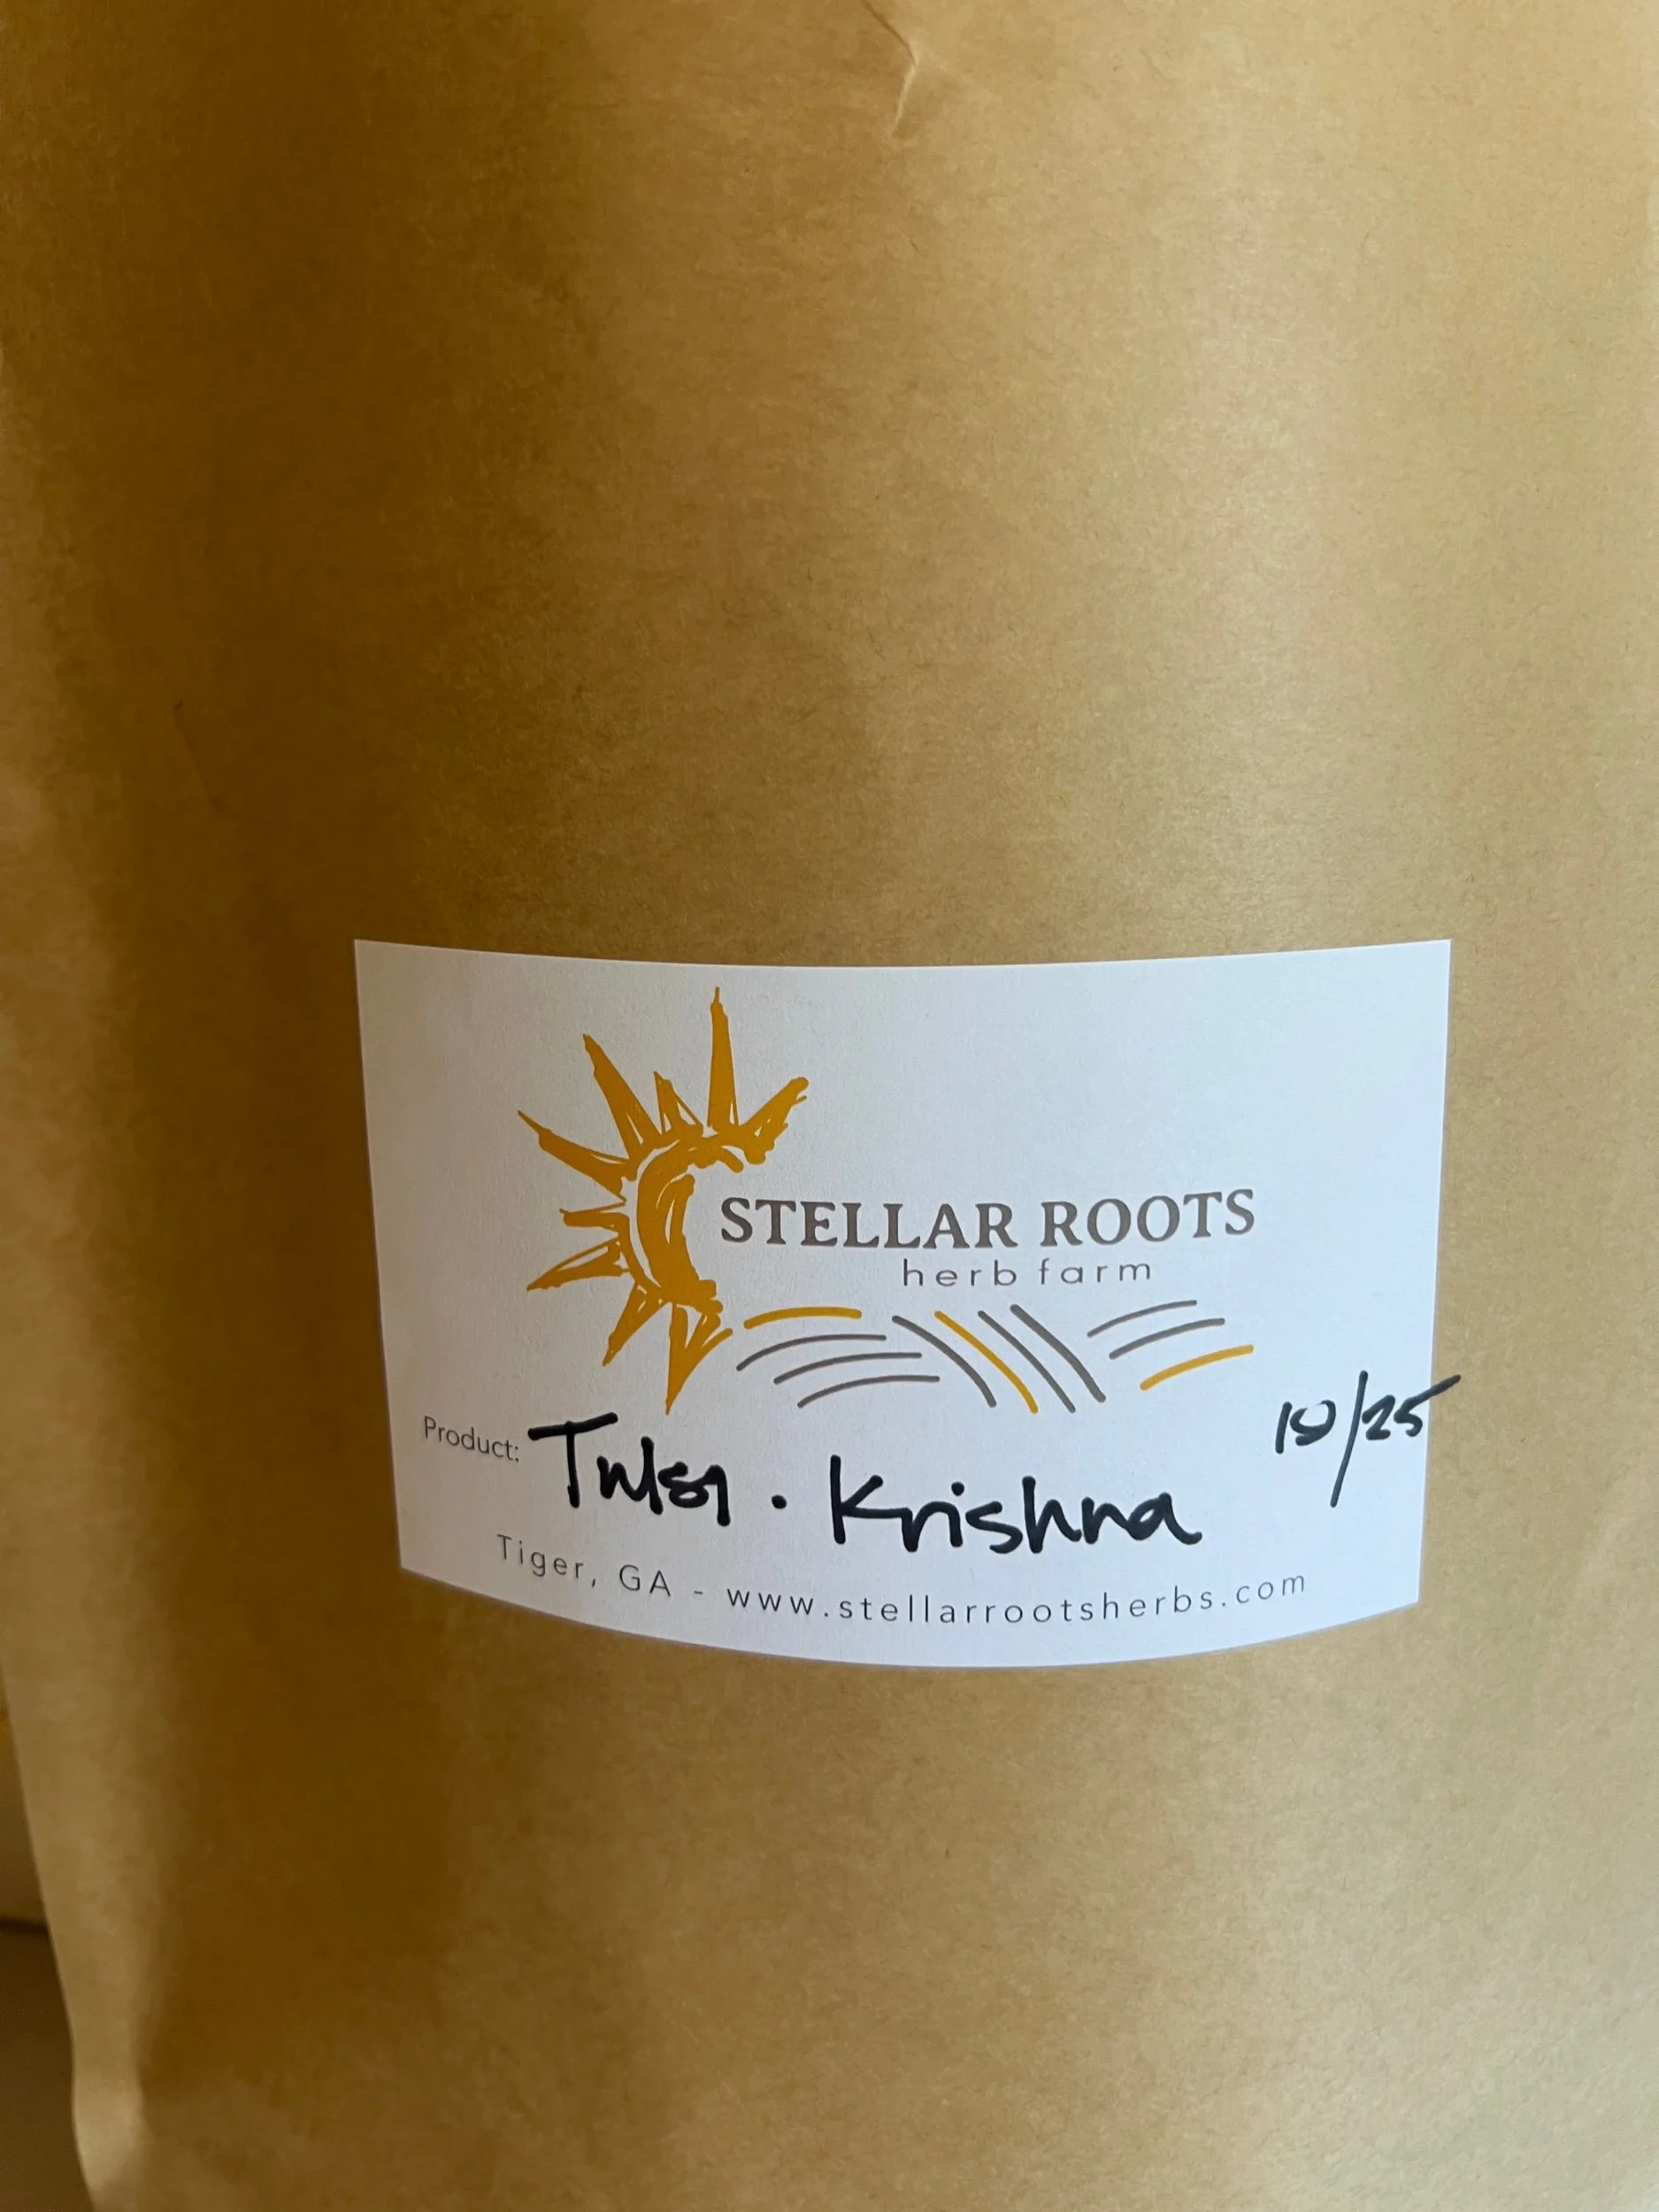 STELLAR ROOTS
herb farm
10/25
Product: Tulsi · Krishna
Tiger, GA - www.stellarrootsherbs.com